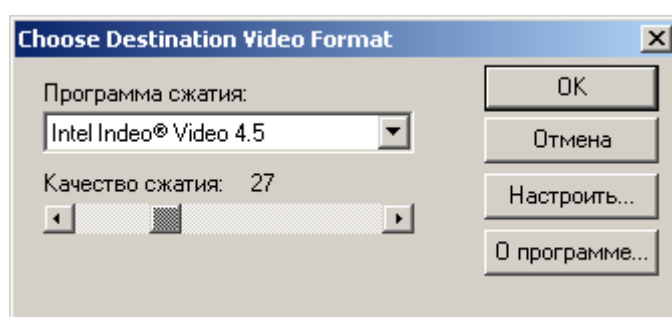 Choose Destination Video Format
Программа сжатия:
Intel Indeo® Video 4.5
Качество сжатия: 27
OK
Отмена
Настроить...
О программе...